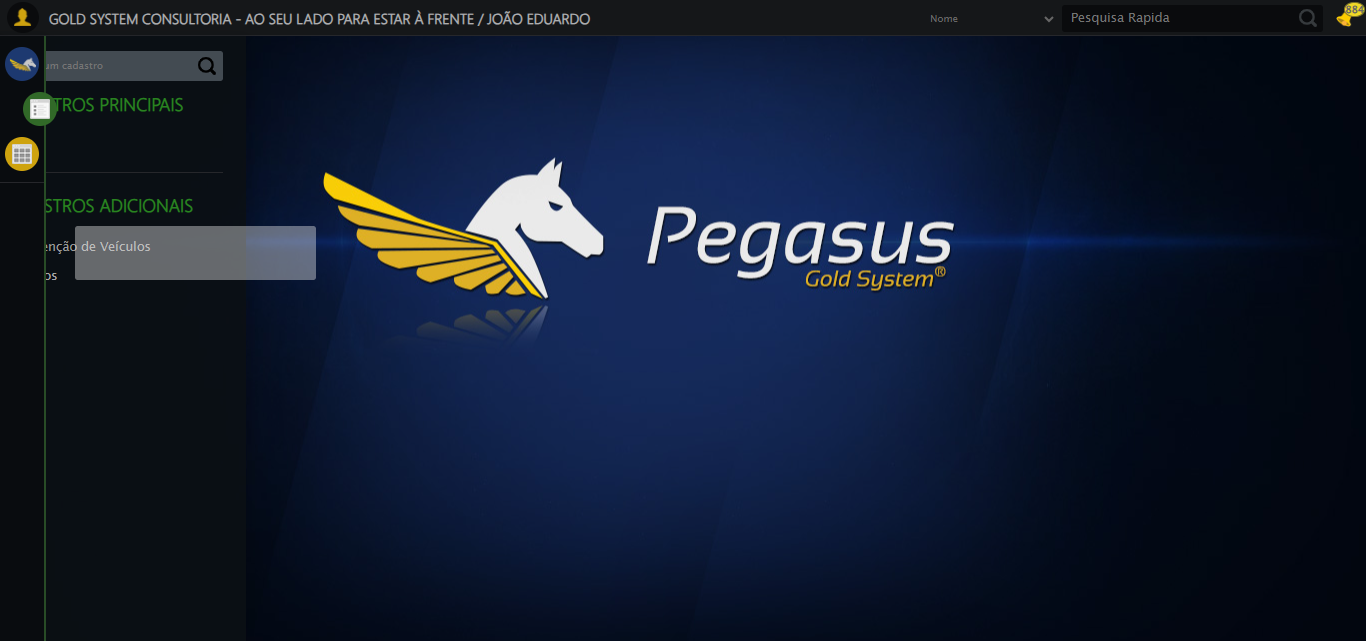 GOLD SYSTEM CONSULTORIA - AO SEU LADO PARA ESTAR À FRENTE / JOÃO EDUARDO
Nome
Pesquisa Rapida
884
um cadastro
TROS PRINCIPAIS
STROS ADICIONAIS
enção de Veículos
os
Pegasus
Gold System®